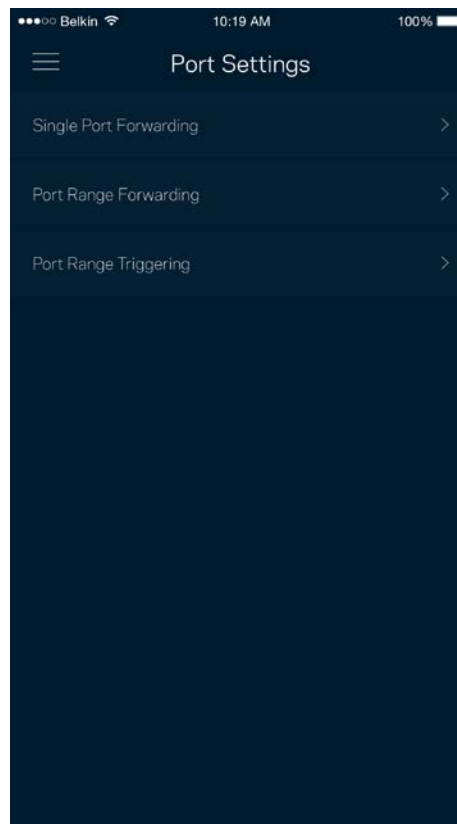 Belkin 10:19 AM 100%
Port Settings
Single Port Forwarding
Port Range Forwarding
Port Range Triggering